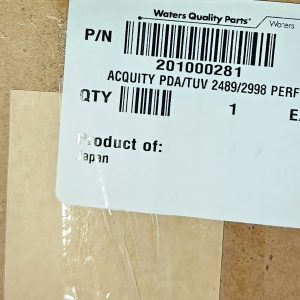 Waters Quality Parts® Waters
P/N
201000281
ACQUITY PDA/TUV 2489/2998 PERF
QTY 1 E
Product of:
Japan